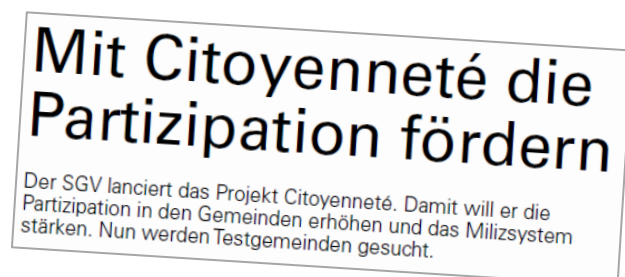 Mit Citoyenneté die
Partizipation fördern
Der SGV lanciert das Projekt Citoyenneté. Damit will er die
Partizipation in den Gemeinden erhöhen und das Milizsystem
stärken. Nun werden Testgemeinden gesucht.